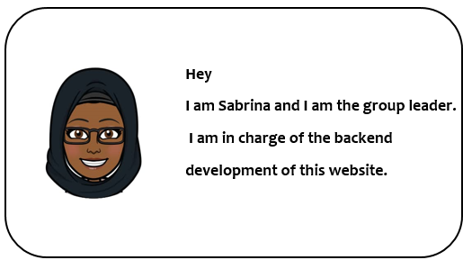 Hey
I am Sabrina and I am the group leader.
I am in charge of the backend
development of this website.